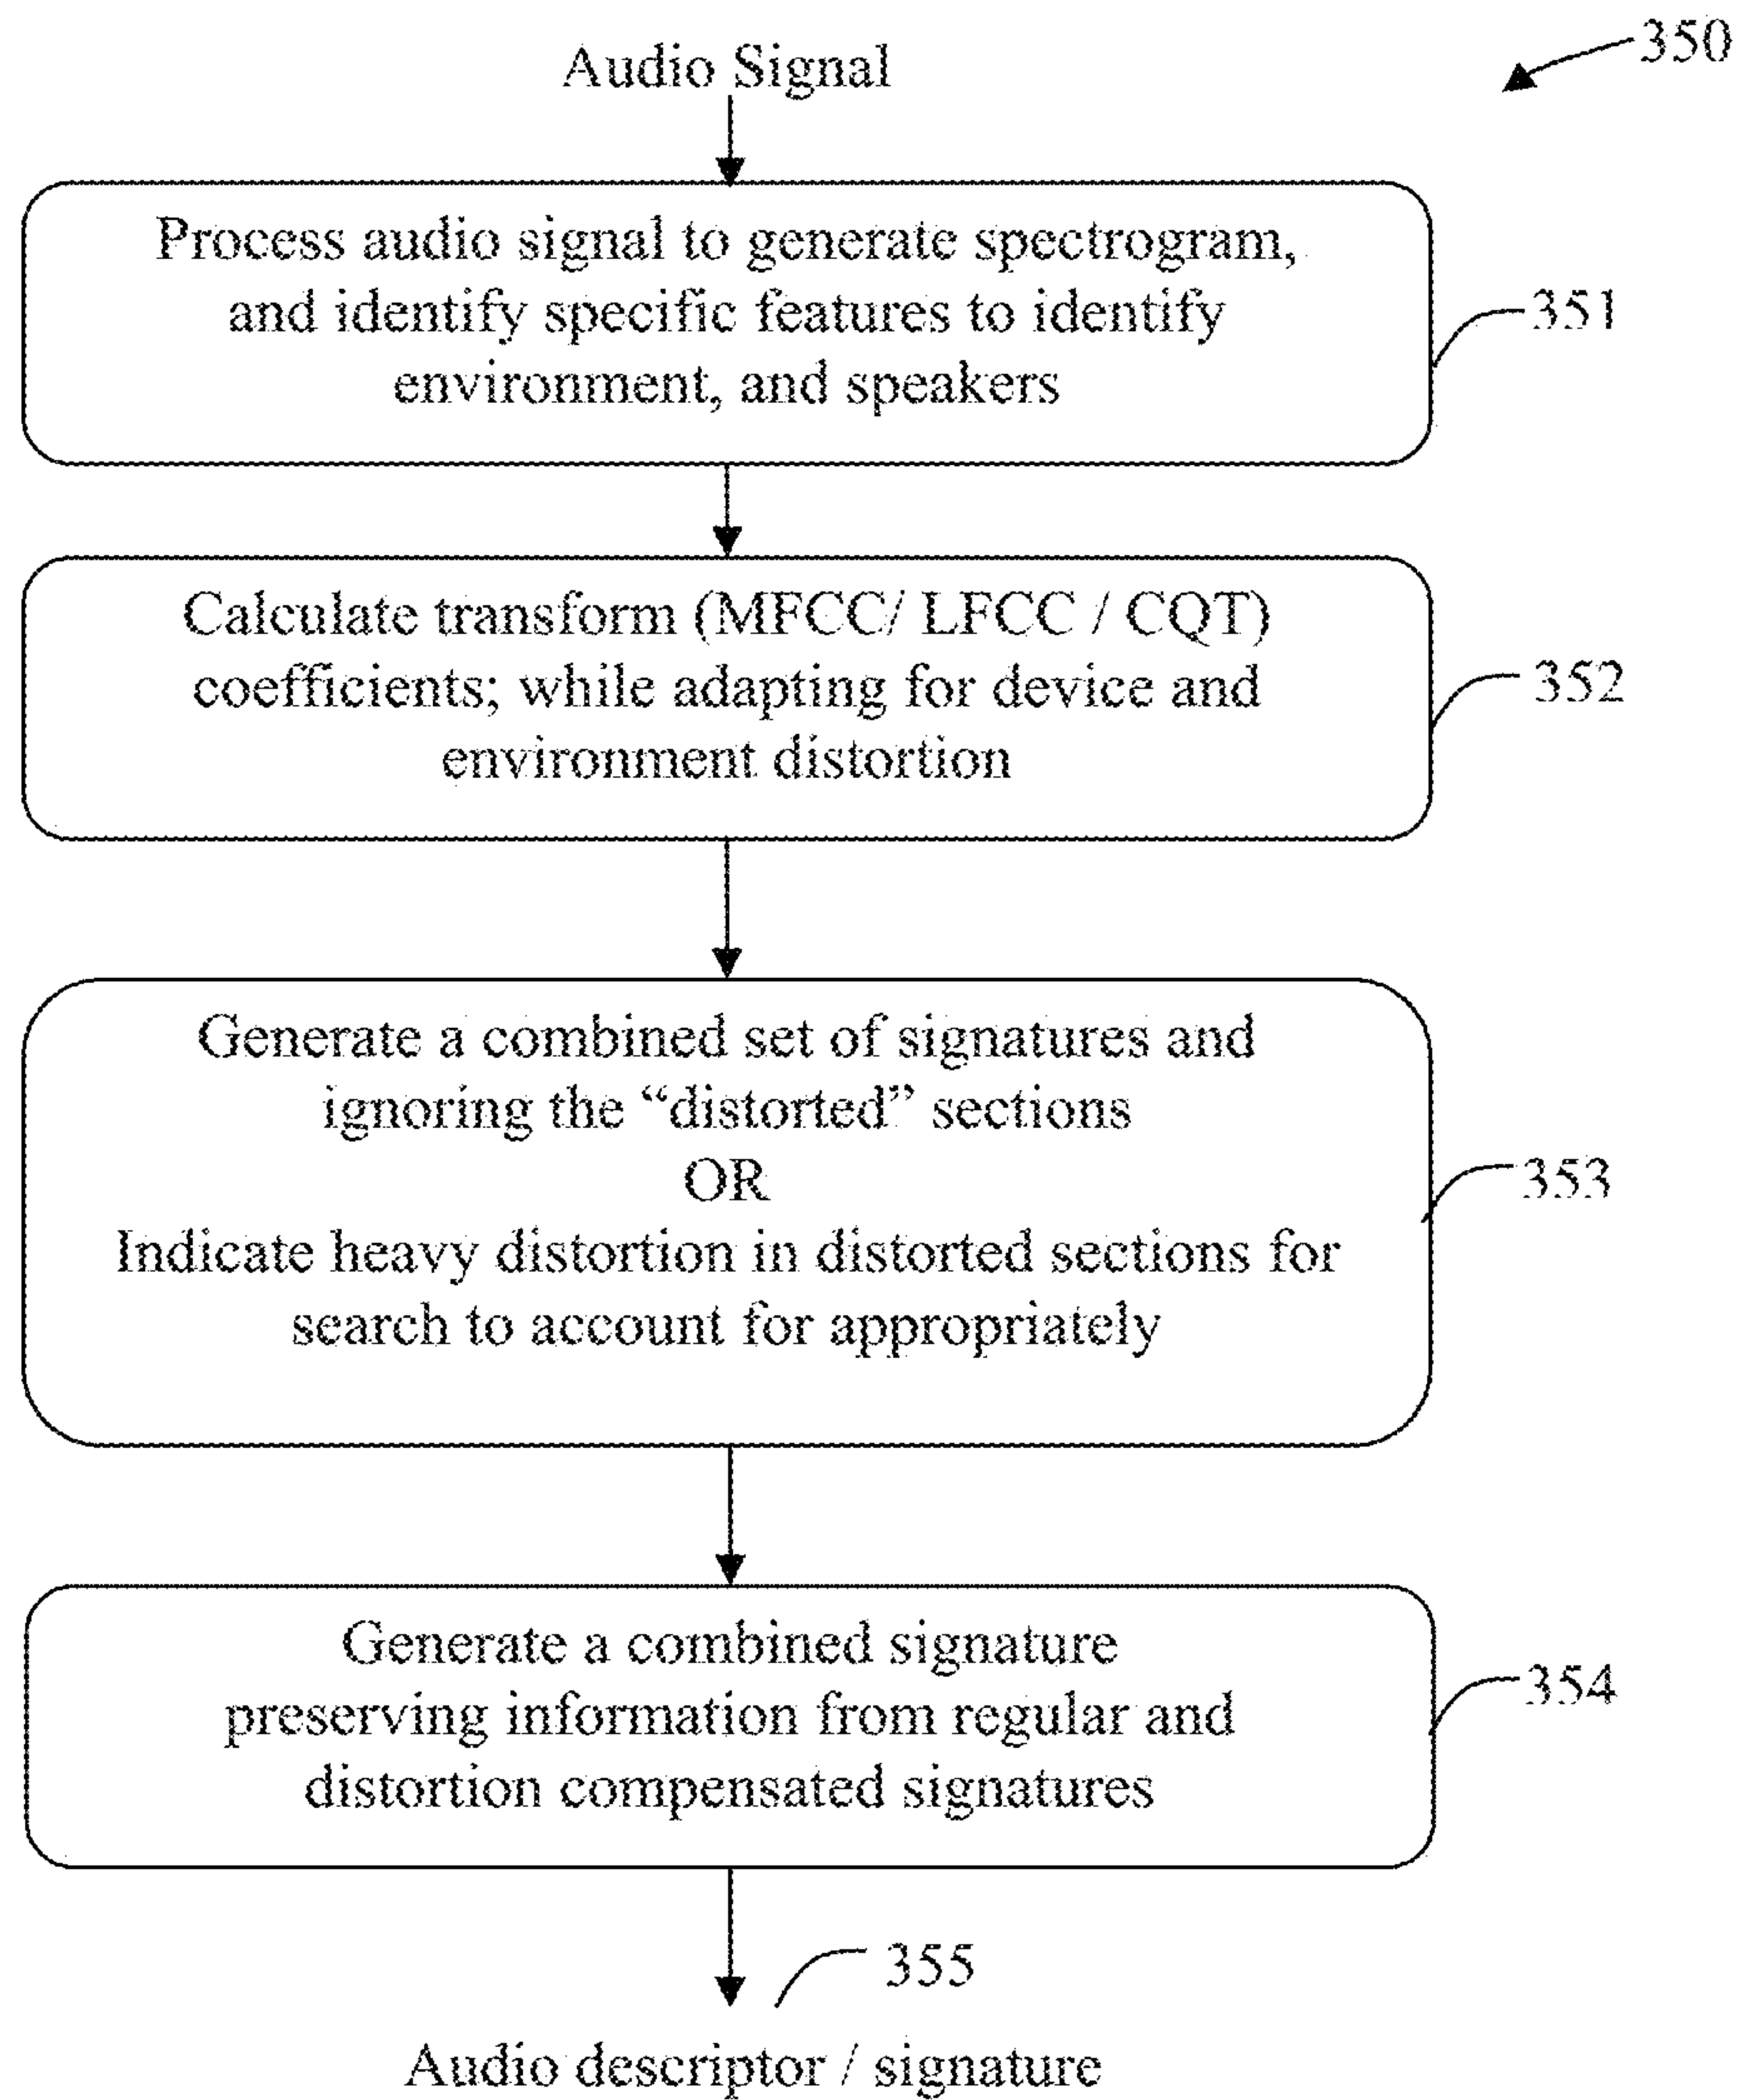 350
Audio Signal
Process audio signal to generate spectrogram,
and identify specific features to identify
environment, and speakers
351
Calculate transform (MFCC/ LFCC / CQT)
coefficients; while adapting for device and
environment distortion
352
Generate a combined set of signatures and
ignoring the “distorted” sections
OR
Indicate heavy distortion in distorted sections for
search to account for appropriately
353
Generate a combined signature
preserving information from regular and
distortion compensated signatures
354
355
Audio descriptor / signature